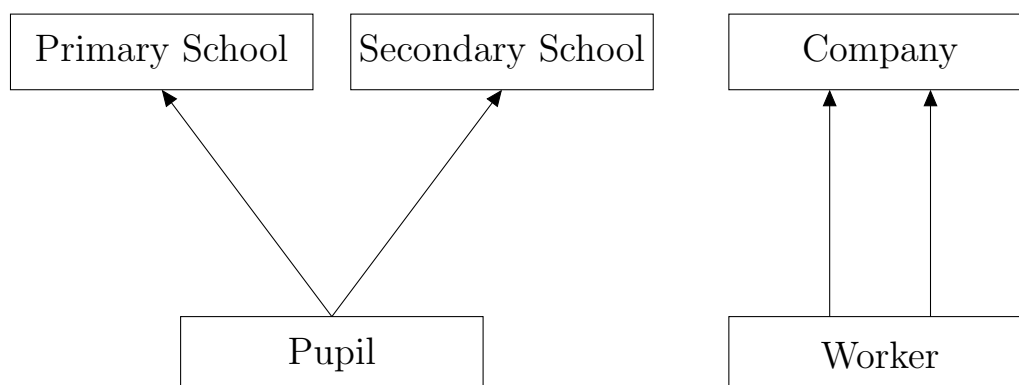 Primary School
Secondary School
Company
Pupil
Worker